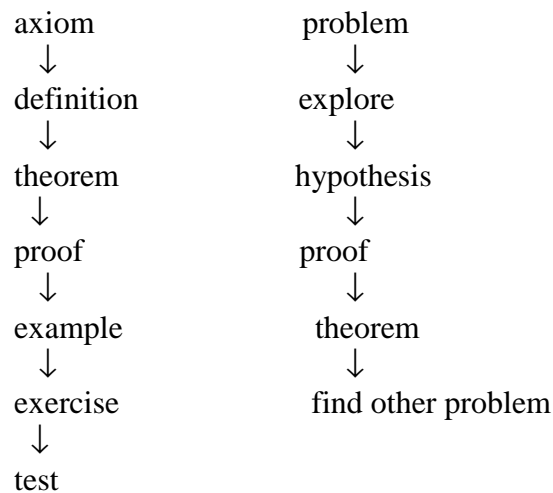 axiom problem
↓ ↓
definition explore
↓ ↓
theorem hypothesis
↓ ↓
proof proof
↓ ↓
example theorem
↓ ↓
exercise find other problem
↓
test